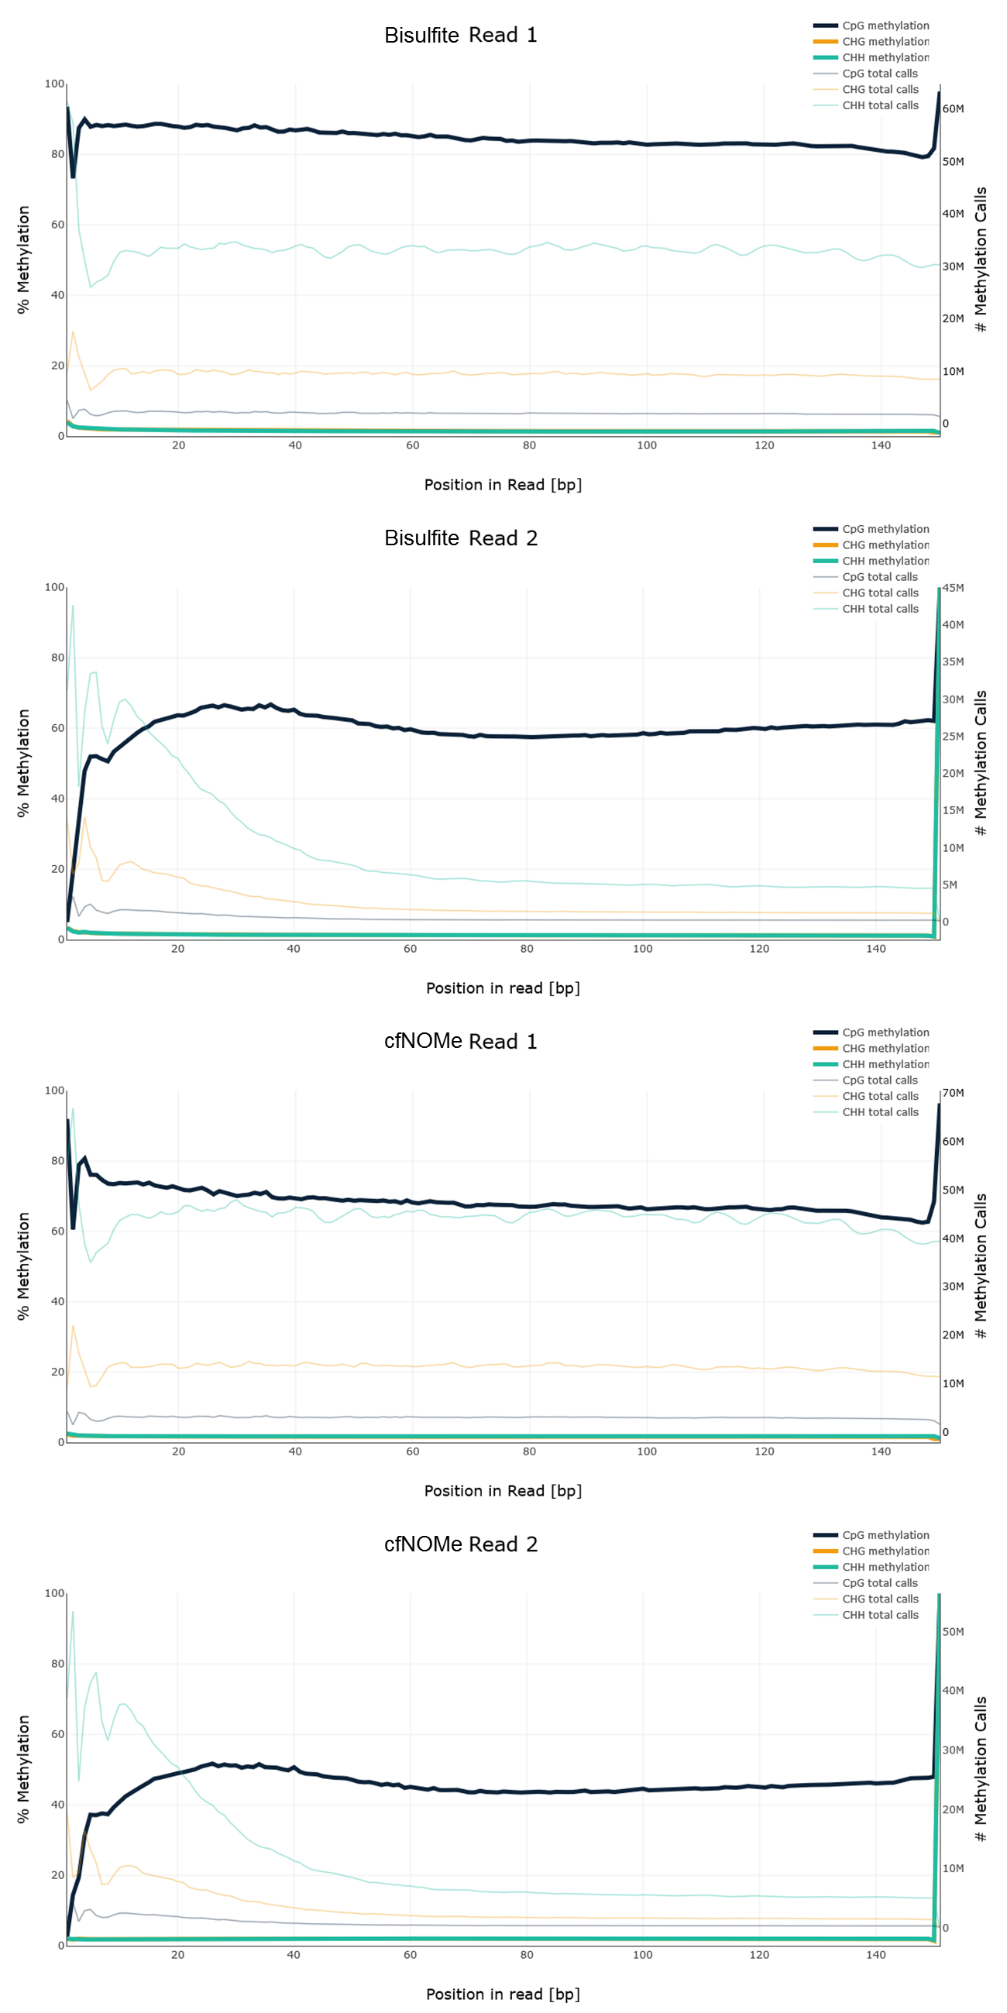 Bisulfite Read 1
CpG methylation
CHG methylation
CHH methylation
CpG total calls
CHG total calls
CHH total calls
100
80
60
40
20
0
% Methylation
60M
50M
40M
30M
20M
10M
0
# Methylation Calls
20 40 60 80 100 120 140
Position in Read [bp]
Bisulfite Read 2
CpG methylation
CHG methylation
CHH methylation
CpG total calls
CHG total calls
CHH total calls
100
80
60
40
20
0
% Methylation
45M
40M
35M
30M
25M
20M
15M
10M
5M
0
# Methylation Calls
20 40 60 80 100 120 140
Position in read [bp]
cfNOMe Read 1
CpG methylation
CHG methylation
CHH methylation
CpG total calls
CHG total calls
CHH total calls
100
80
60
40
20
0
% Methylation
70M
60M
50M
40M
30M
20M
10M
0
# Methylation Calls
20 40 60 80 100 120 140
Position in Read [bp]
cfNOMe Read 2
CpG methylation
CHG methylation
CHH methylation
CpG total calls
CHG total calls
CHH total calls
100
80
60
40
20
0
% Methylation
50M
40M
30M
20M
10M
0
# Methylation Calls
20 40 60 80 100 120 140
Position in read [bp]